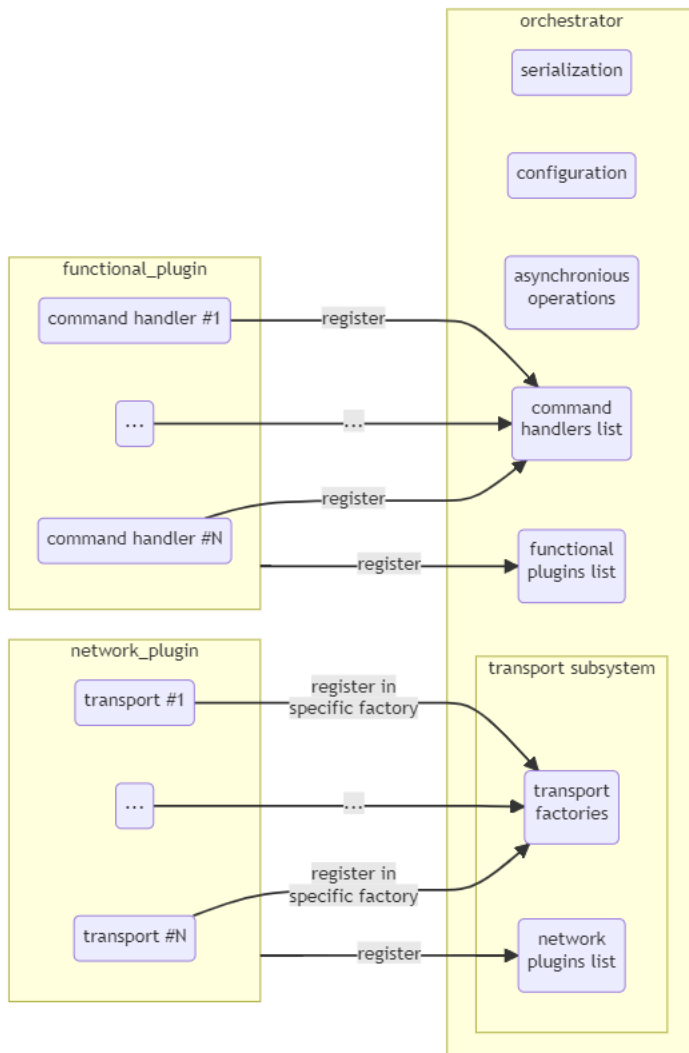 orchestrator
serialization
configuration
asynchronious
operations
functional_plugin
command handler #1
register
command
handlers list
...
...
command handler #N
register
register
functional
plugins list
network_plugin
transport subsystem
transport #1
register in
specific factory
...
...
transport
factories
register in
specific factory
transport #N
register
network
plugins list